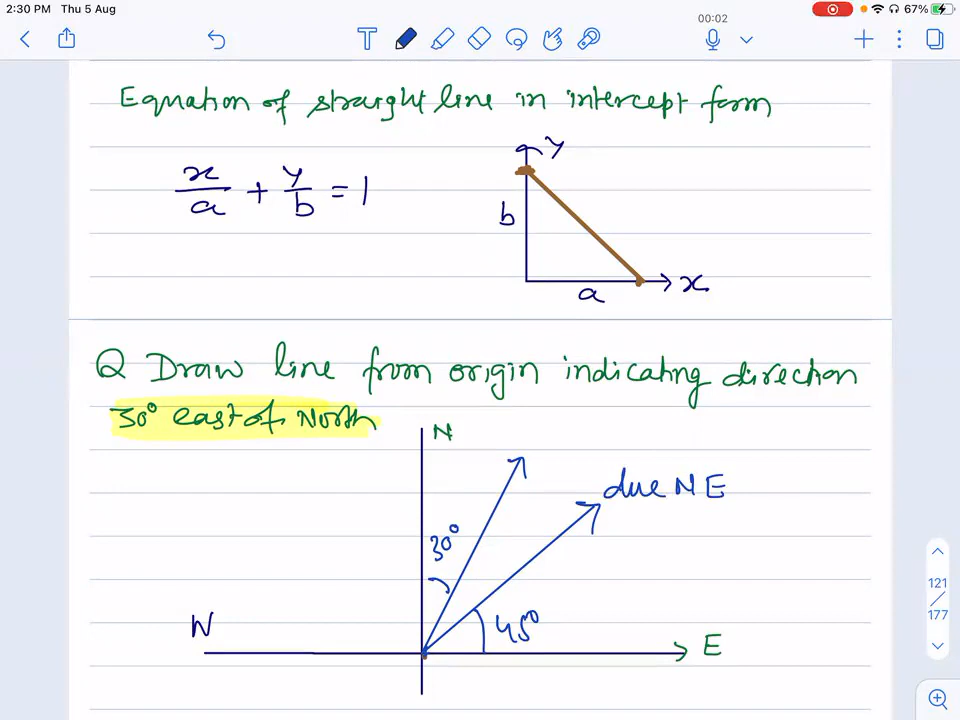 2:30 PM Thu 5 Aug
67%
00:02
T
Equation of straight line in intercept form
x/a + y/b = 1
y
b
a
x
Q Draw line from origin indicating direction
30° east of North
N
due NE
30°
45°
W
E
121
177